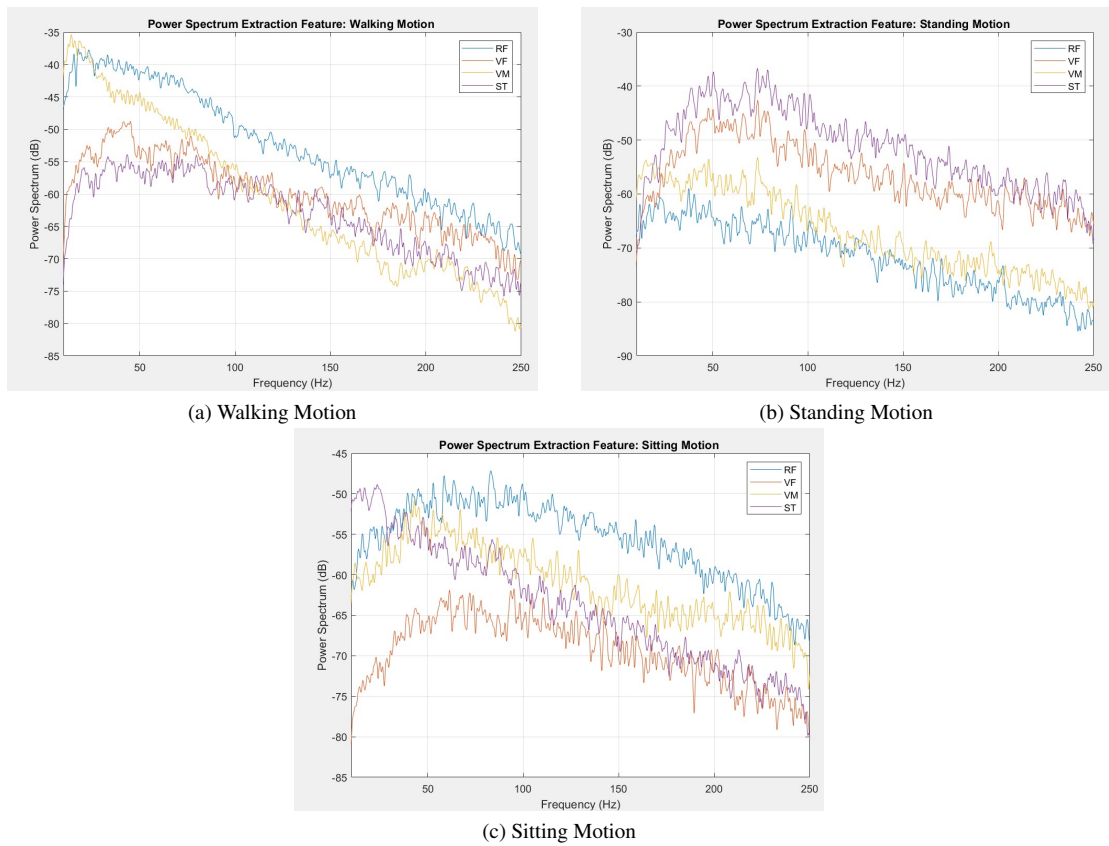 Power Spectrum Extraction Feature: Walking Motion
-35
-40
-45
-50
-55
-60
-65
-70
-75
-80
-85
Power Spectrum (dB)
50
100
150
200
250
Frequency (Hz)
RF
VF
VM
ST
(a) Walking Motion
Power Spectrum Extraction Feature: Standing Motion
-30
-40
-50
-60
-70
-80
-90
Power Spectrum (dB)
50
100
150
200
250
Frequency (Hz)
RF
VF
VM
ST
(b) Standing Motion
Power Spectrum Extraction Feature: Sitting Motion
-45
-50
-55
-60
-65
-70
-75
-80
-85
Power Spectrum (dB)
50
100
150
200
250
Frequency (Hz)
RF
VF
VM
ST
(c) Sitting Motion